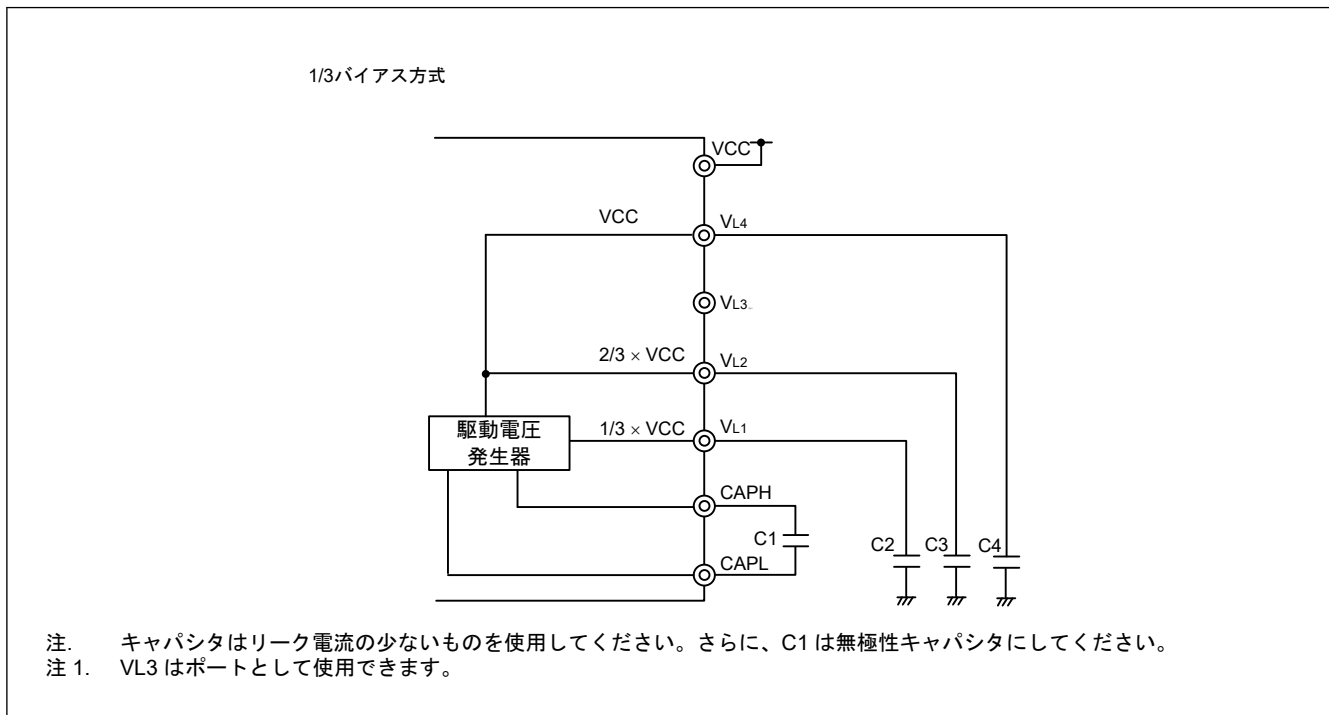 1/3バイアス方式
VCC
VCC
VL4
VL3
2/3 × VCC
VL2
駆動電圧
発生器
1/3 × VCC
VL1
CAPH
C1
C2
C3
C4
CAPL
注. キャパシタはリーク電流の少ないものを使用してください。さらに、C1 は無極性キャパシタにしてください。
注 1. VL3 はポートとして使用できます。